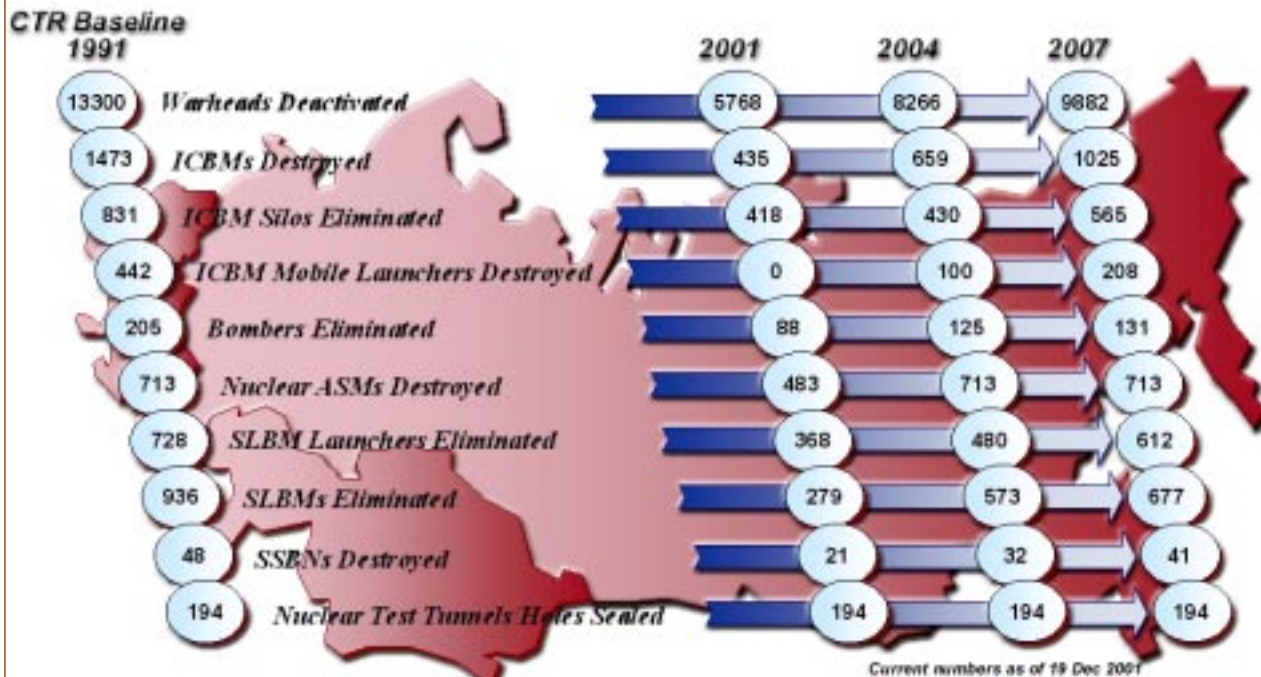 CTR Baseline
1991 2001 2004 2007
13300 Warheads Deactivated 5768 8266 9882
1473 ICBMs Destroyed 435 659 1025
831 ICBM Silos Eliminated 418 430 565
442 ICBM Mobile Launchers Destroyed 0 100 208
205 Bombers Eliminated 88 125 131
713 Nuclear ASMs Destroyed 483 713 713
728 SLBM Launchers Eliminated 368 480 612
936 SLBMs Eliminated 279 573 677
48 SSBNs Destroyed 21 32 41
194 Nuclear Test Tunnels Holes Sealed 194 194 194
Current numbers as of 19 Dec 2001